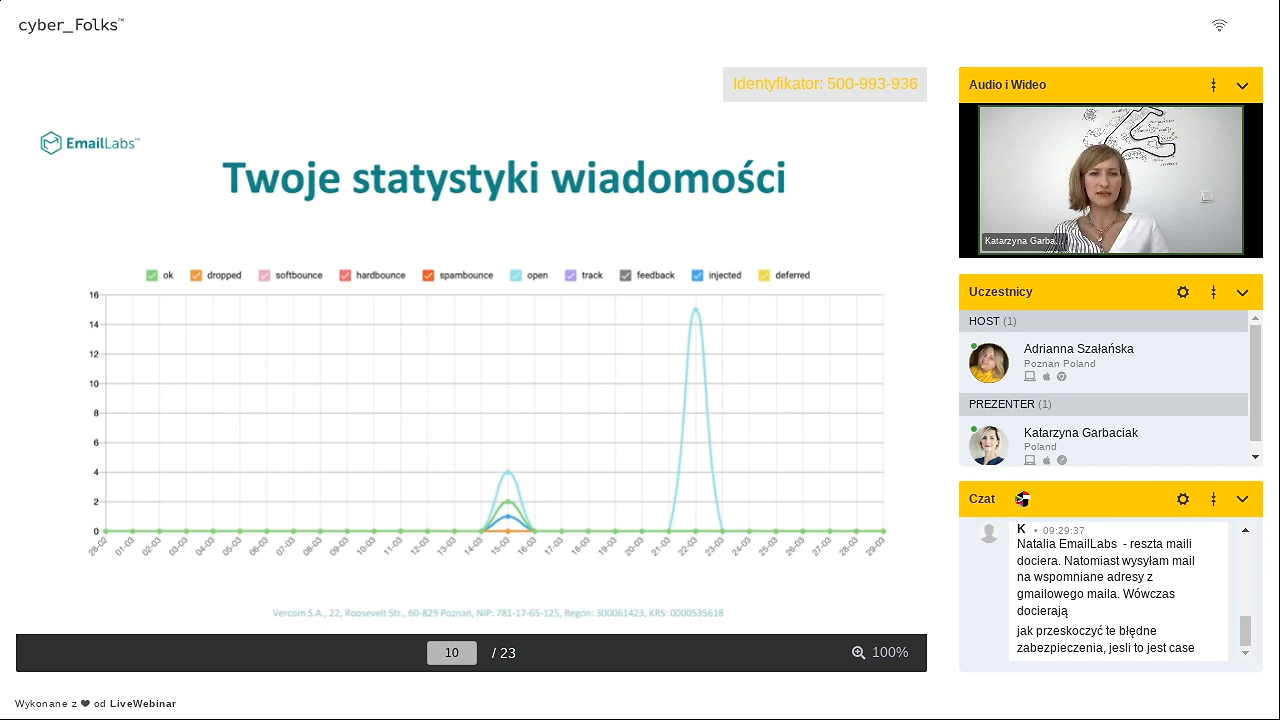 cyber_Folks™
Identyfikator: 500-993-936
EmailLabs™
Twoje statystyki wiadomości
ok dropped softbounce hardbounce spambounce open track feedback injected deferred
16
14
12
10
8
6
4
2
0
28-02 01-03 02-03 03-03 04-03 05-03 06-03 07-03 08-03 09-03 10-03 11-03 12-03 13-03 14-03 15-03 16-03 17-03 18-03 19-03 20-03 21-03 22-03 23-03 24-03 25-03 26-03 27-03 28-03 29-03
Vercom S.A., 22, Roosevelt Str., 60-829 Poznań, NIP: 781-17-65-125, Regon: 300061423, KRS: 0000535618
10 / 23
100%
Wykonane z od LiveWebinar
Audio i Wideo
Katarzyna Garba...
Uczestnicy
HOST (1)
Adrianna Szałańska
Poznan Poland
PREZENTER (1)
Katarzyna Garbaciak
Poland
Czat
K • 09:29:37
Natalia EmailLabs - reszta maili
dociera. Natomiast wysyłam mail
na wspomniane adresy z
gmailowego maila. Wówczas
docierają
jak przeskoczyć te błędne
zabezpieczenia, jesli to jest case